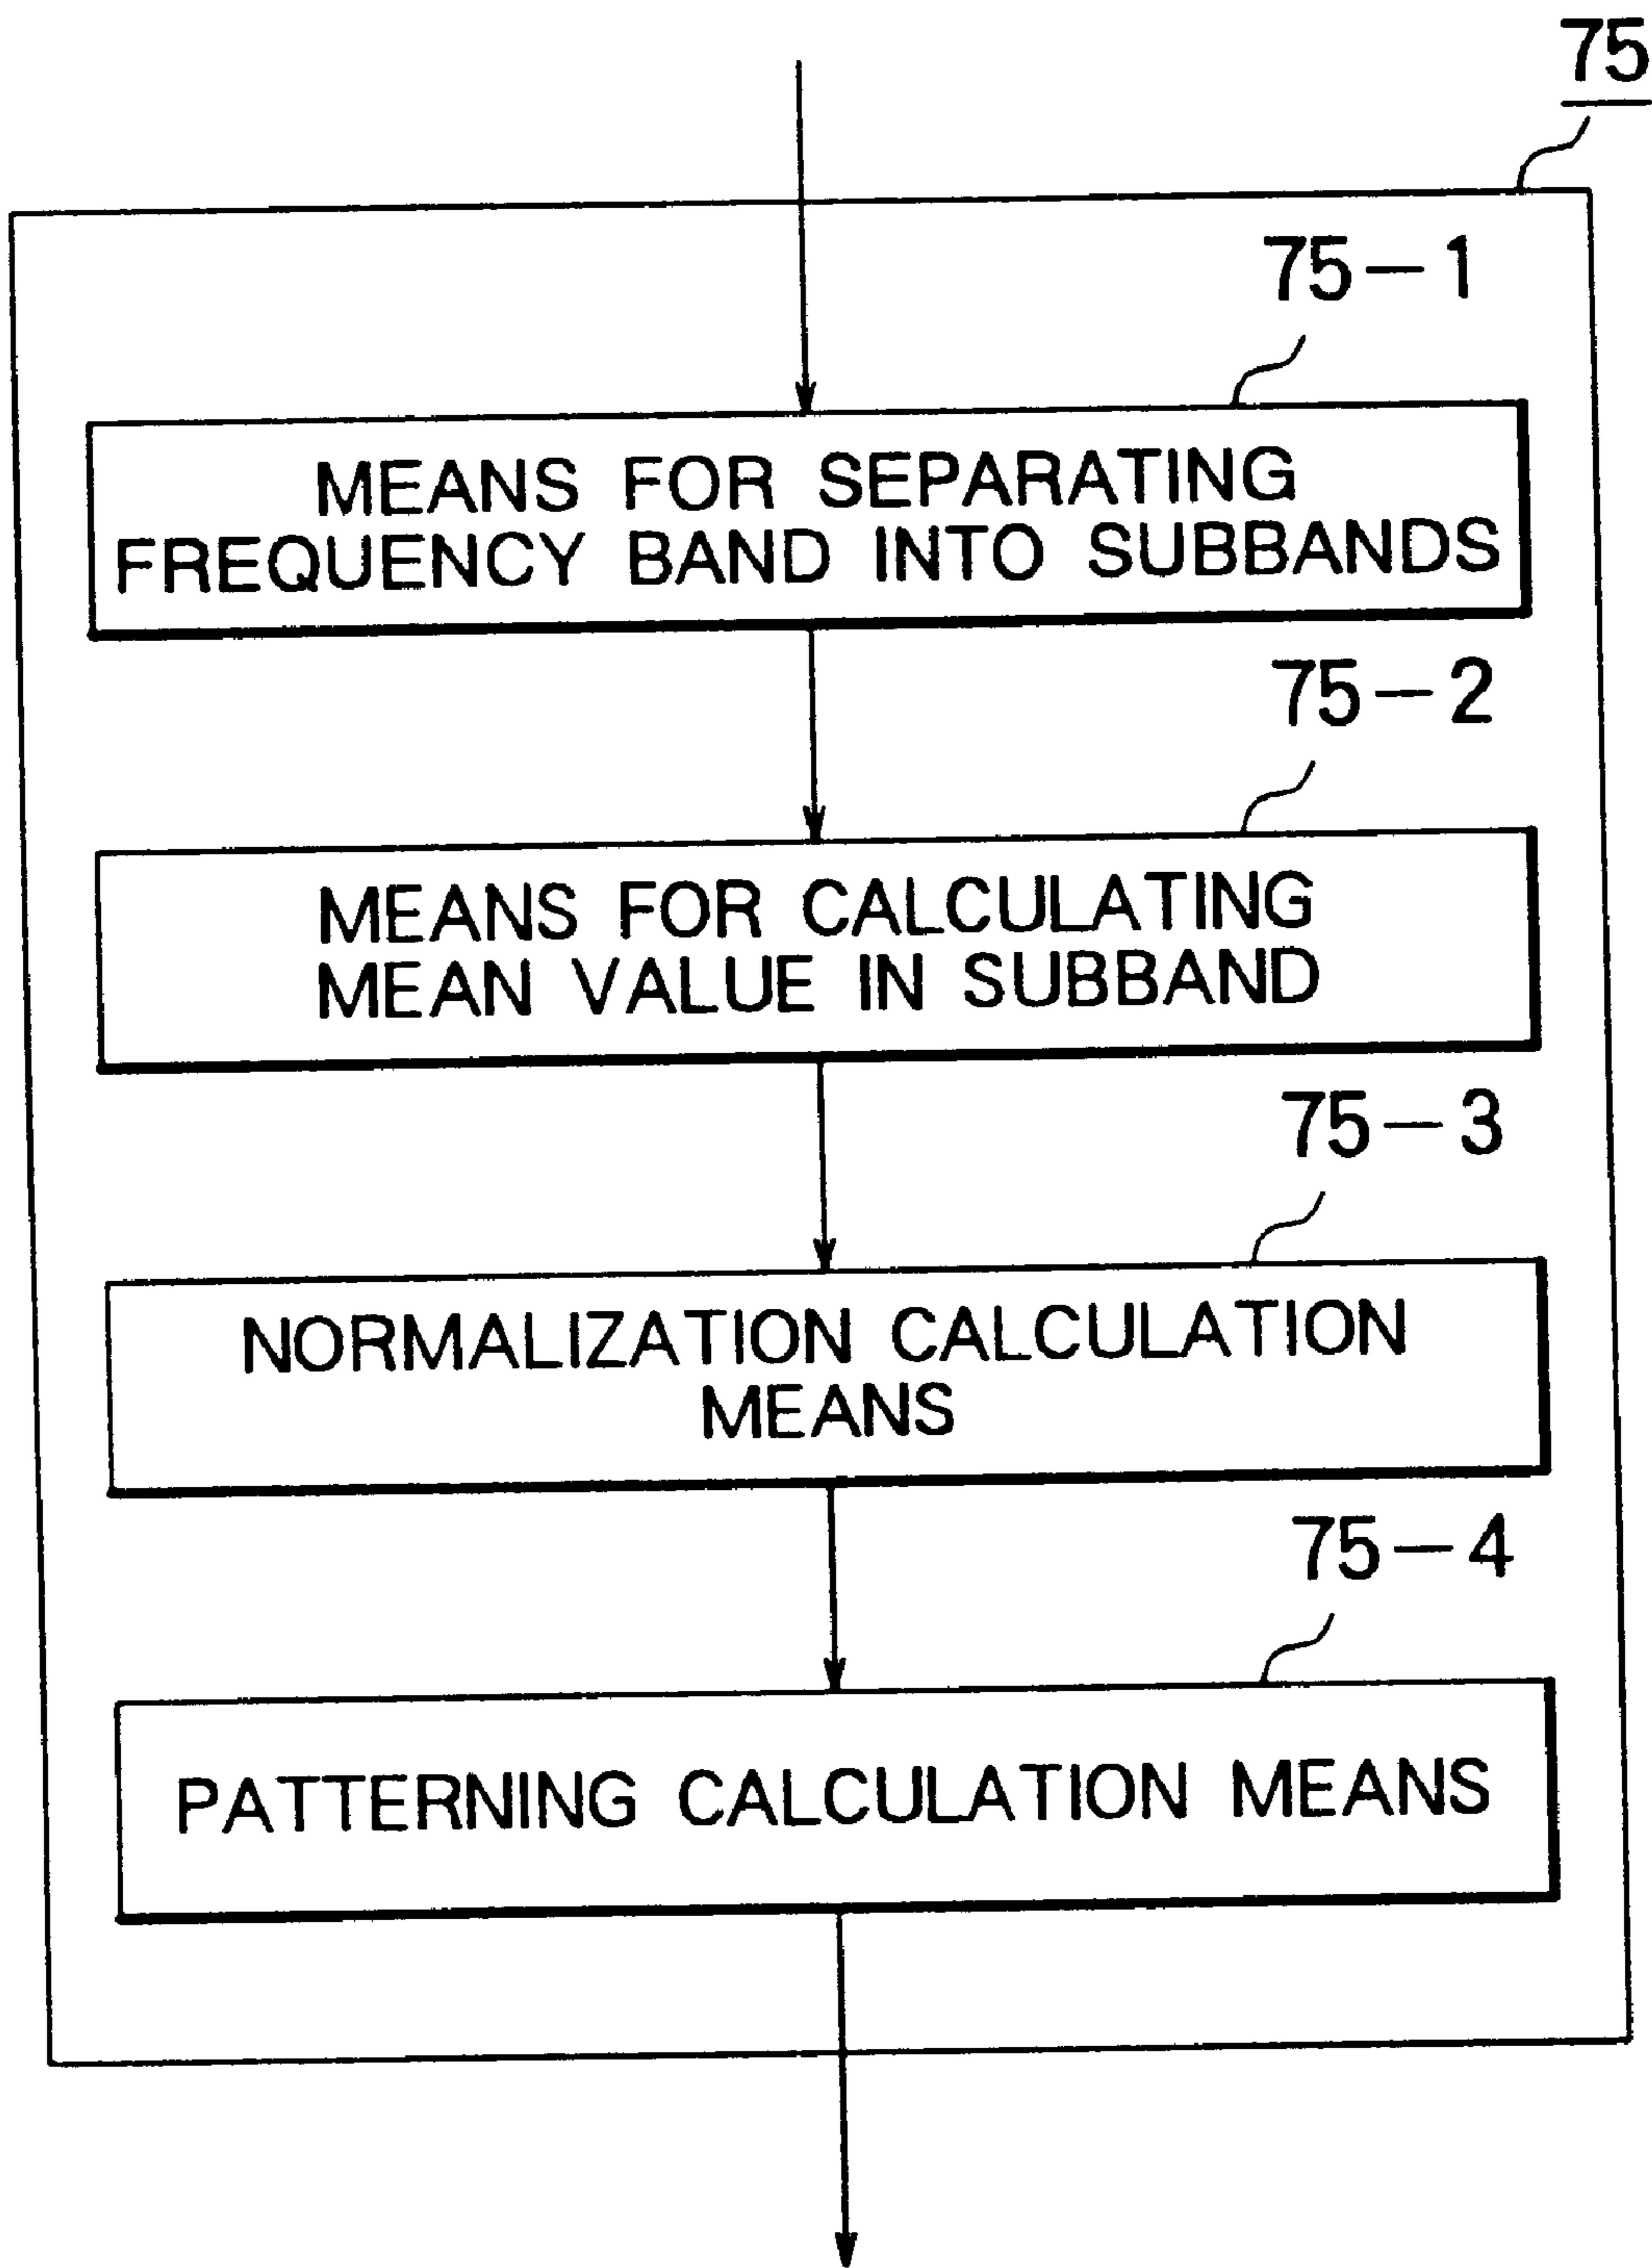 75
75-1
MEANS FOR SEPARATING
FREQUENCY BAND INTO SUBBANDS
75-2
MEANS FOR CALCULATING
MEAN VALUE IN SUBBAND
75-3
NORMALIZATION CALCULATION
MEANS
75-4
PATTERNING CALCULATION MEANS